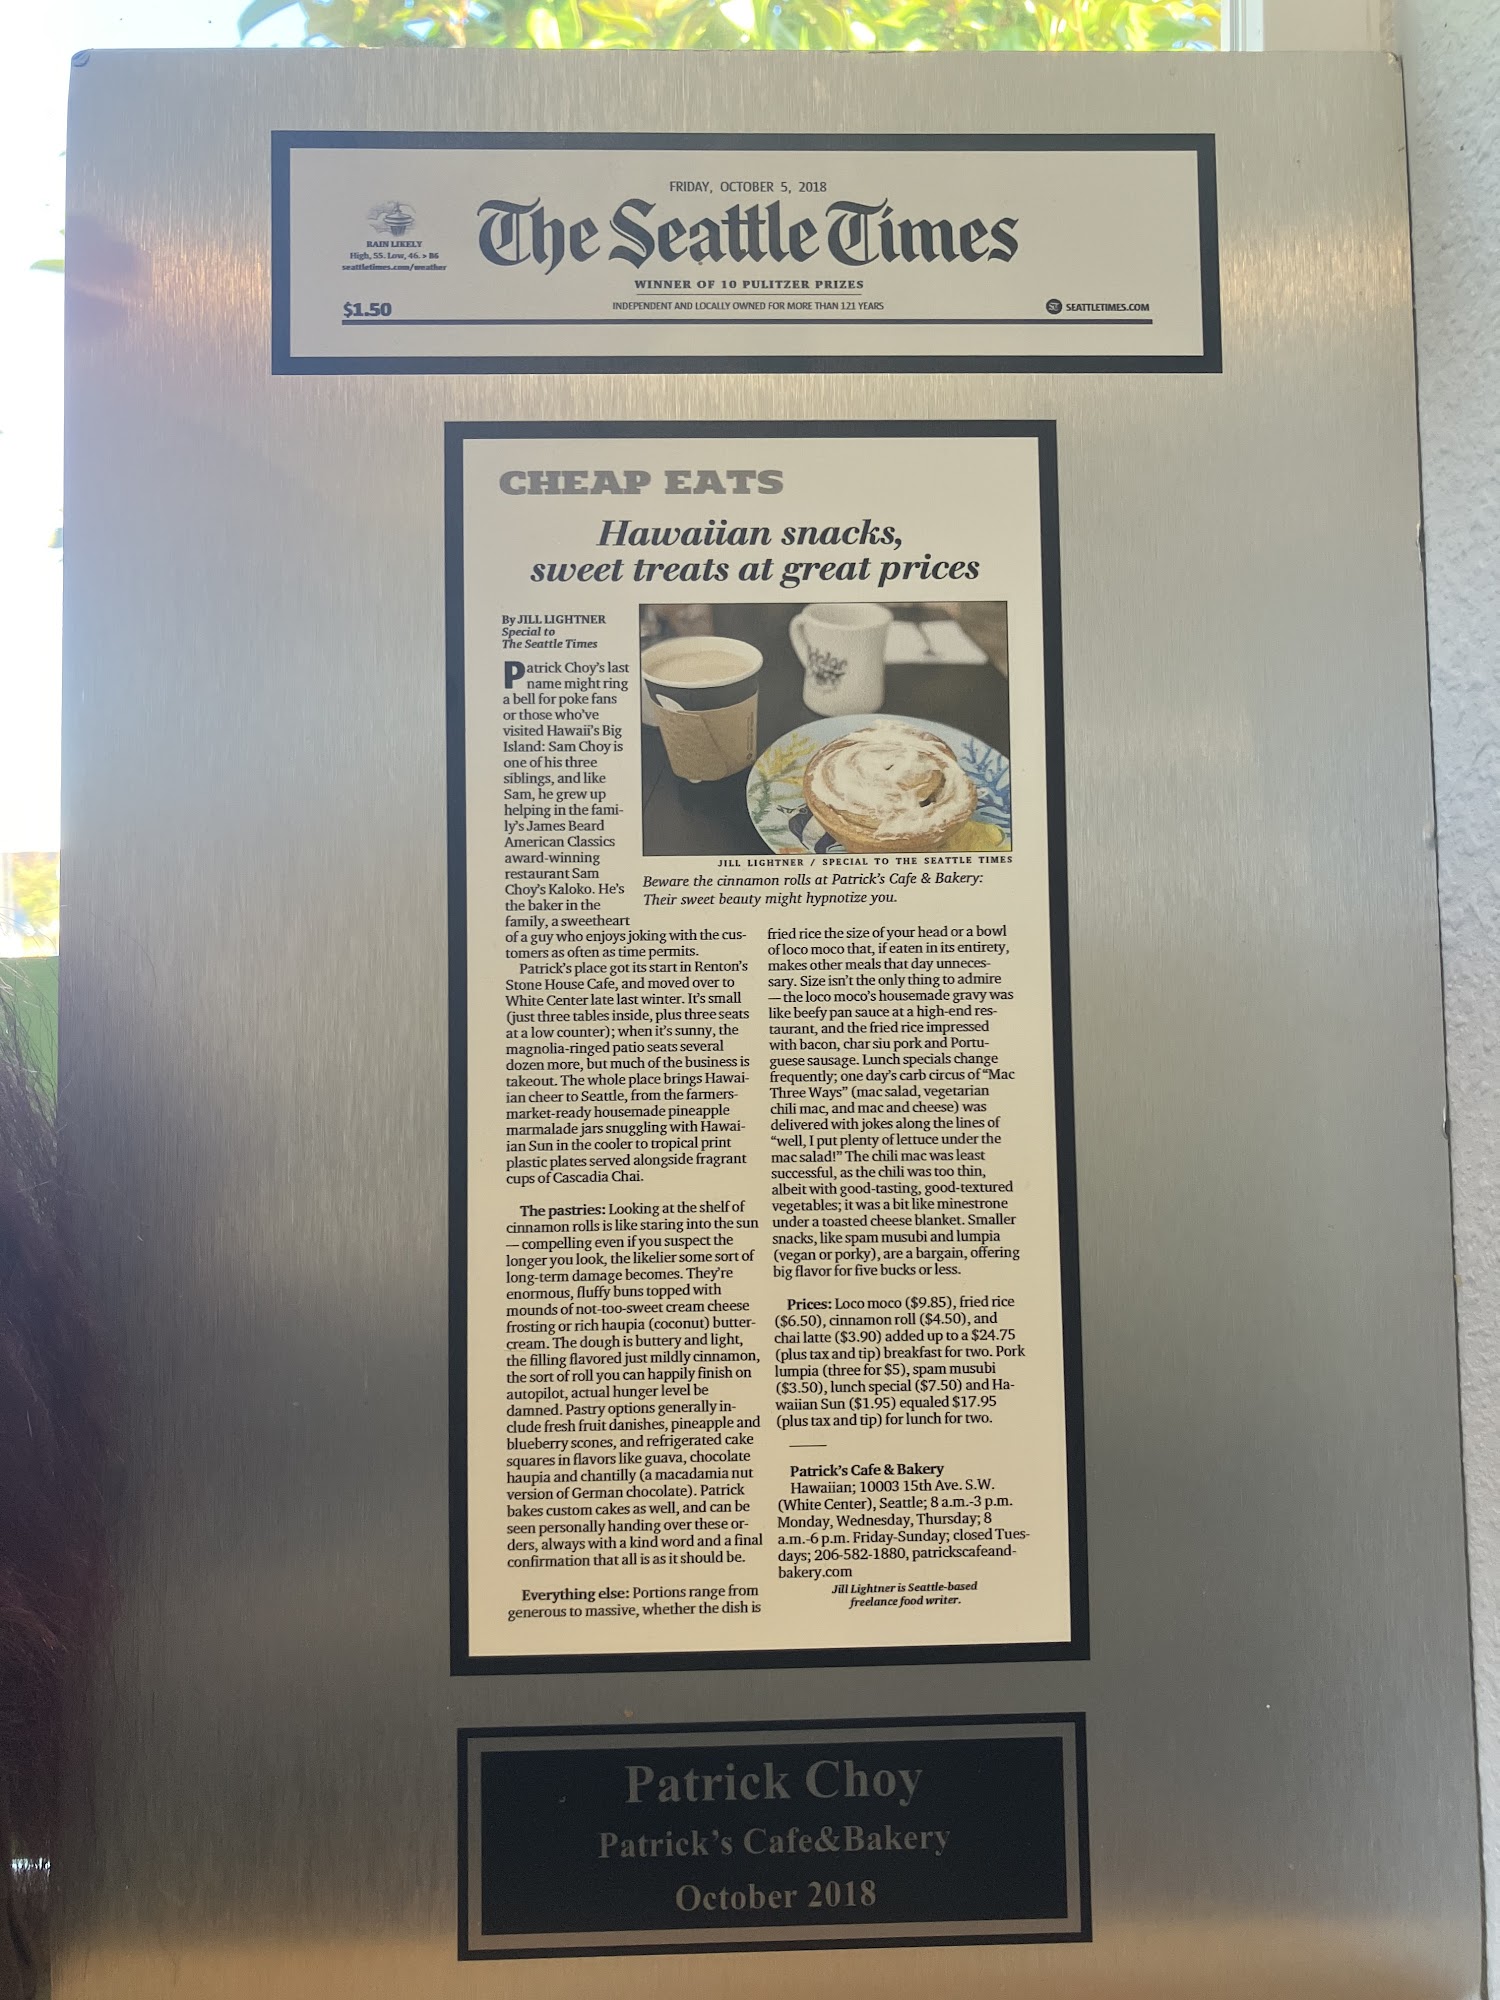 FRIDAY, OCTOBER 5, 2018
The Seattle Times
RAIN LIKELY
High, 55. Low, 46. > B6
seattletimes.com/weather
WINNER OF 10 PULITZER PRIZES
$1.50
INDEPENDENT AND LOCALLY OWNED FOR MORE THAN 121 YEARS
SEATTLETIMES.COM
CHEAP EATS
Hawaiian snacks,
sweet treats at great prices
By JILL LIGHTNER
Special to
The Seattle Times
Patrick Choy's last
name might ring
a bell for poke fans
or those who've
visited Hawaii's Big
Island: Sam Choy is
one of his three
siblings, and like
Sam, he grew up
helping in the fami-
ly's James Beard
American Classics
award-winning
restaurant Sam
Choy's Kaloko. He's
the baker in the
family, a sweetheart
of a guy who enjoys joking with the cus-
tomers as often as time permits.
Patrick's place got its start in Renton's
Stone House Cafe, and moved over to
White Center late last winter. It's small
(just three tables inside, plus three seats
at a low counter); when it's sunny, the
magnolia-ringed patio seats several
dozen more, but much of the business is
takeout. The whole place brings Hawai-
ian cheer to Seattle, from the farmers-
market-ready housemade pineapple
marmalade jars snuggling with Hawai-
ian Sun in the cooler to tropical print
plastic plates served alongside fragrant
cups of Cascadia Chai.
The pastries: Looking at the shelf of
cinnamon rolls is like staring into the sun
— compelling even if you suspect the
longer you look, the likelier some sort of
long-term damage becomes. They're
enormous, fluffy buns topped with
mounds of not-too-sweet cream cheese
frosting or rich haupia (coconut) butter-
cream. The dough is buttery and light,
the filling flavored just mildly cinnamon,
the sort of roll you can happily finish on
autopilot, actual hunger level be
damned. Pastry options generally in-
clude fresh fruit danishes, pineapple and
blueberry scones, and refrigerated cake
squares in flavors like guava, chocolate
haupia and chantilly (a macadamia nut
version of German chocolate). Patrick
bakes custom cakes as well, and can be
seen personally handing over these or-
ders, always with a kind word and a final
confirmation that all is as it should be.
Everything else: Portions range from
generous to massive, whether the dish is
JILL LIGHTNER / SPECIAL TO THE SEATTLE TIMES
Beware the cinnamon rolls at Patrick's Cafe & Bakery:
Their sweet beauty might hypnotize you.
fried rice the size of your head or a bowl
of loco moco that, if eaten in its entirety,
makes other meals that day unneces-
sary. Size isn't the only thing to admire
— the loco moco's housemade gravy was
like beefy pan sauce at a high-end res-
taurant, and the fried rice impressed
with bacon, char siu pork and Portu-
guese sausage. Lunch specials change
frequently; one day's carb circus of "Mac
Three Ways" (mac salad, vegetarian
chili mac, and mac and cheese) was
delivered with jokes along the lines of
"well, I put plenty of lettuce under the
mac salad!" The chili mac was least
successful, as the chili was too thin,
albeit with good-tasting, good-textured
vegetables; it was a bit like minestrone
under a toasted cheese blanket. Smaller
snacks, like spam musubi and lumpia
(vegan or porky), are a bargain, offering
big flavor for five bucks or less.
Prices: Loco moco ($9.85), fried rice
($6.50), cinnamon roll ($4.50), and
chai latte ($3.90) added up to a $24.75
(plus tax and tip) breakfast for two. Pork
lumpia (three for $5), spam musubi
($3.50), lunch special ($7.50) and Ha-
waiian Sun ($1.95) equaled $17.95
(plus tax and tip) for lunch for two.
Patrick's Cafe & Bakery
Hawaiian; 10003 15th Ave. S.W.
(White Center), Seattle; 8 a.m.-3 p.m.
Monday, Wednesday, Thursday; 8
a.m.-6 p.m. Friday-Sunday; closed Tues-
days; 206-582-1880, patrickscafeand-
bakery.com
Jill Lightner is Seattle-based
freelance food writer.
Patrick Choy
Patrick's Cafe&Bakery
October 2018